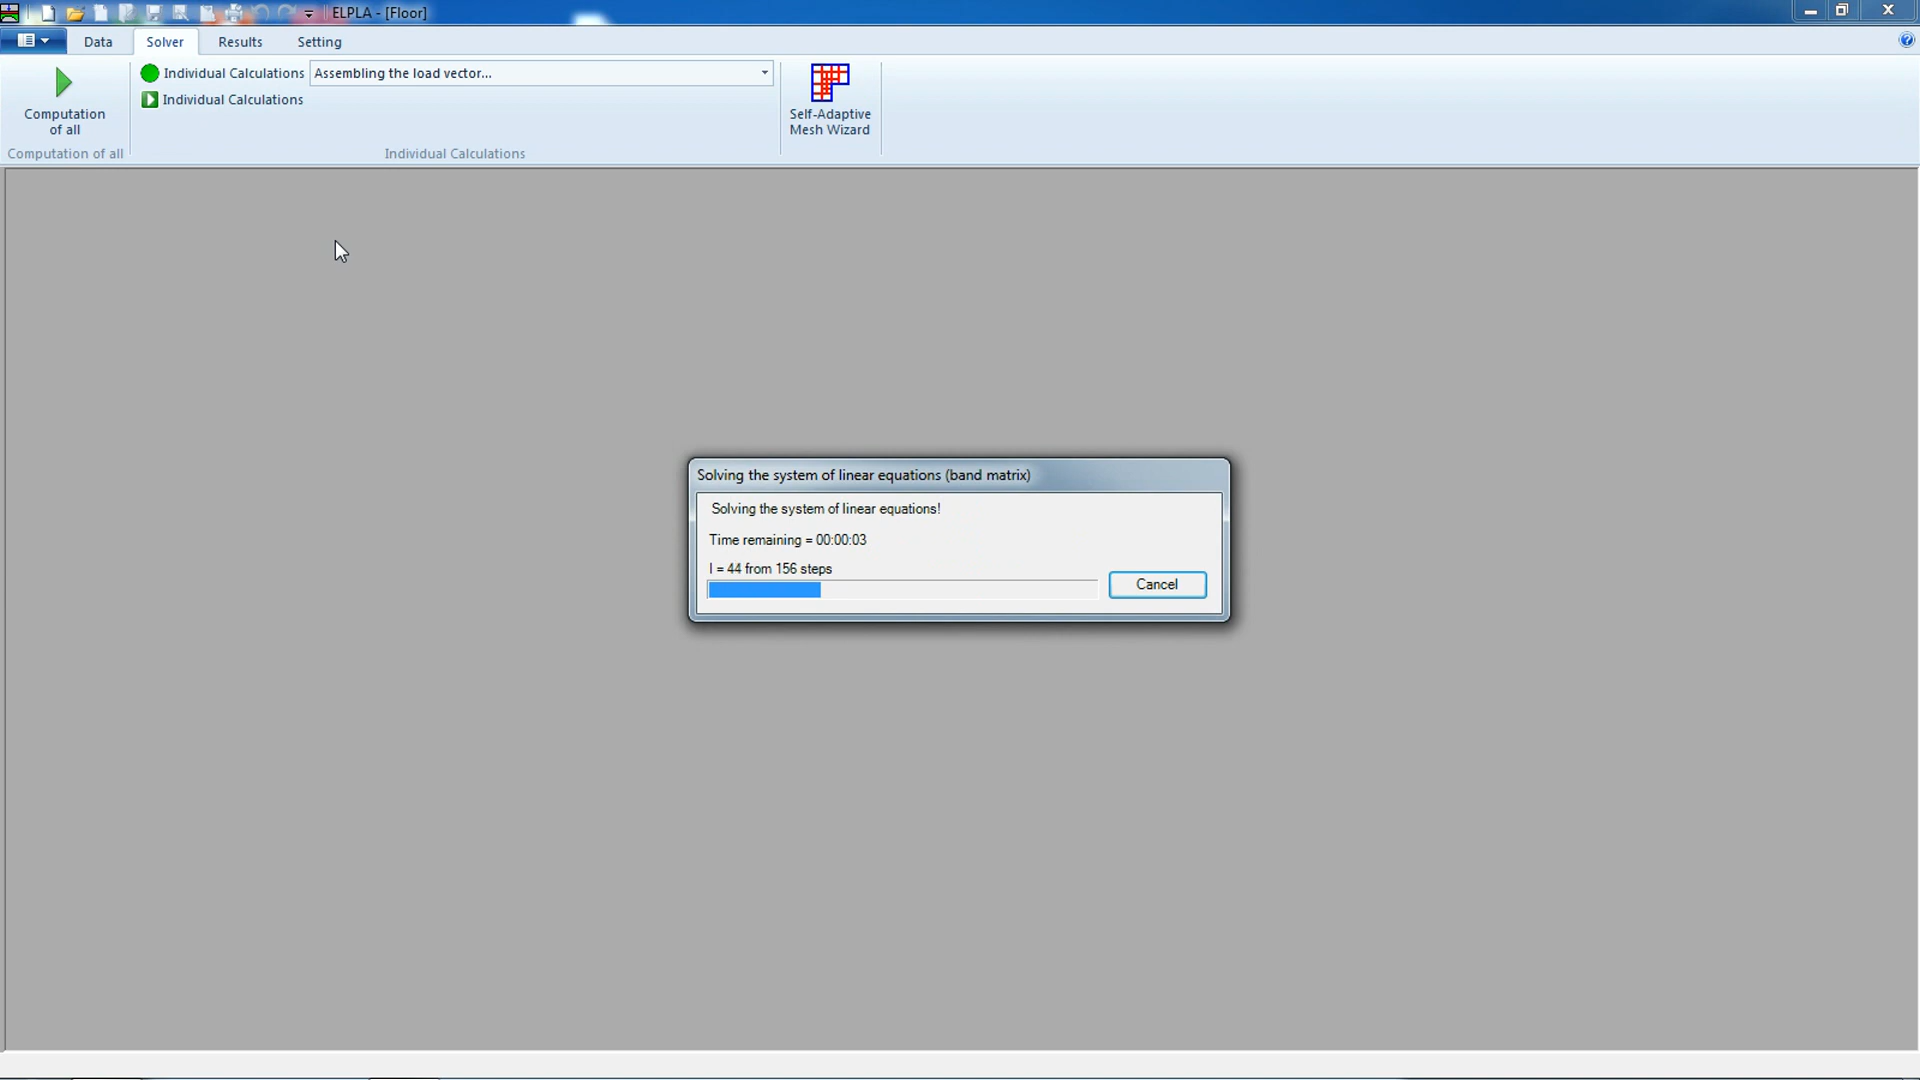 ELPLA - [Floor]
Data Solver Results Setting
Individual Calculations Assembling the load vector...
Individual Calculations
Computation
of all
Self-Adaptive
Mesh Wizard
Computation of all Individual Calculations
Solving the system of linear equations (band matrix)
Solving the system of linear equations!
Time remaining = 00:00:03
I = 44 from 156 steps
Cancel